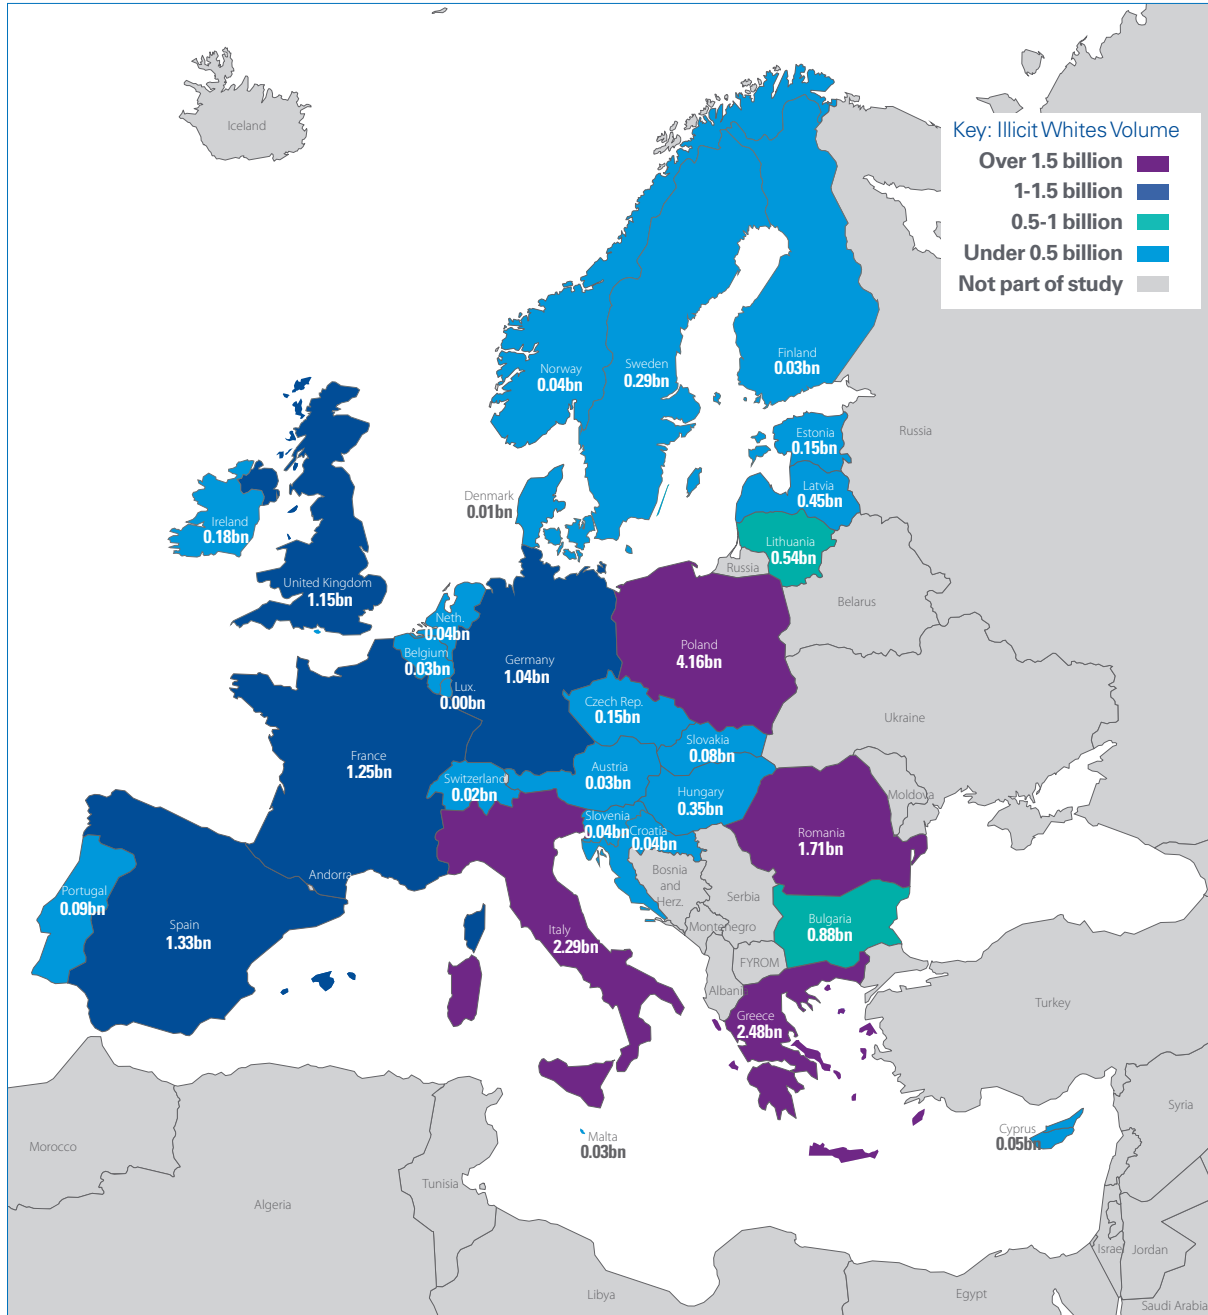 Iceland
Key: Illicit Whites Volume
Over 1.5 billion
1-1.5 billion
0.5-1 billion
Under 0.5 billion
Not part of study
Norway
0.04bn
Sweden
0.29bn
Finland
0.03bn
Russia
Estonia
0.15bn
Latvia
0.45bn
Denmark
0.01bn
Ireland
0.18bn
Lithuania
0.54bn
Russia
United Kingdom
1.15bn
Belarus
Neth.
0.04bn
Belgium
0.03bn
Lux.
0.00bn
Germany
1.04bn
Poland
4.16bn
Czech Rep.
0.15bn
Ukraine
Slovakia
0.08bn
France
1.25bn
Switzerland
0.02bn
Austria
0.03bn
Hungary
0.35bn
Moldova
Slovenia
0.04bn
Croatia
0.04bn
Romania
1.71bn
Andorra
Bosnia
and
Herz.
Serbia
Portugal
0.09bn
Spain
1.33bn
Italy
2.29bn
Montenegro
Bulgaria
0.88bn
FYROM
Albania
Greece
2.48bn
Turkey
Malta
0.03bn
Cyprus
0.05bn
Syria
Morocco
Algeria
Tunisia
Libya
Egypt
Israel
Jordan
Saudi Arabia